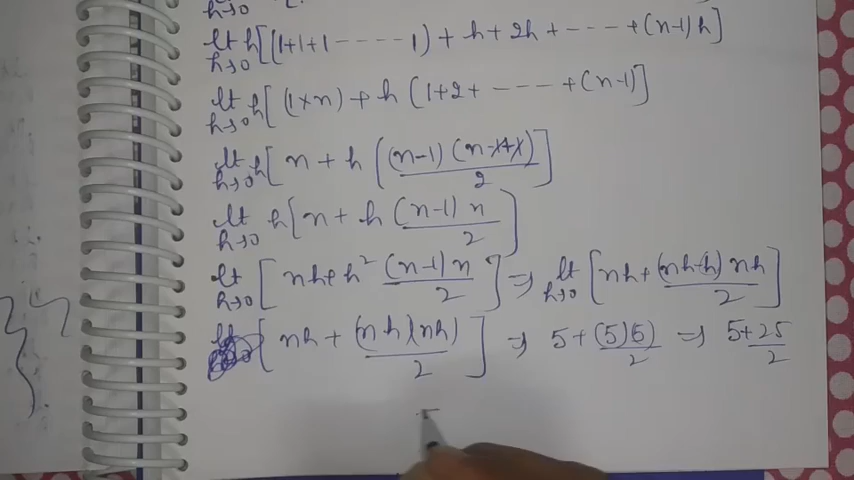 h→0
lt h→0 h[(1+1+1-----1) + h + 2h + ---- + (n-1)h]
lt h→0 h[(1×n) + h (1+2+ ---- +(n-1)]
lt h→0 h[n + h ((n-1)(n-1+1)/2)]
lt h→0 h[n + h (n-1)n/2]
lt h→0 [nh + h² (n-1)n/2] ⇒ lt h→0 [nh + (nh-h) nh/2]
[nh + (nh)(nh)/2] ⇒ 5 + (5)(5)/2 ⇒ 5 + 25/2